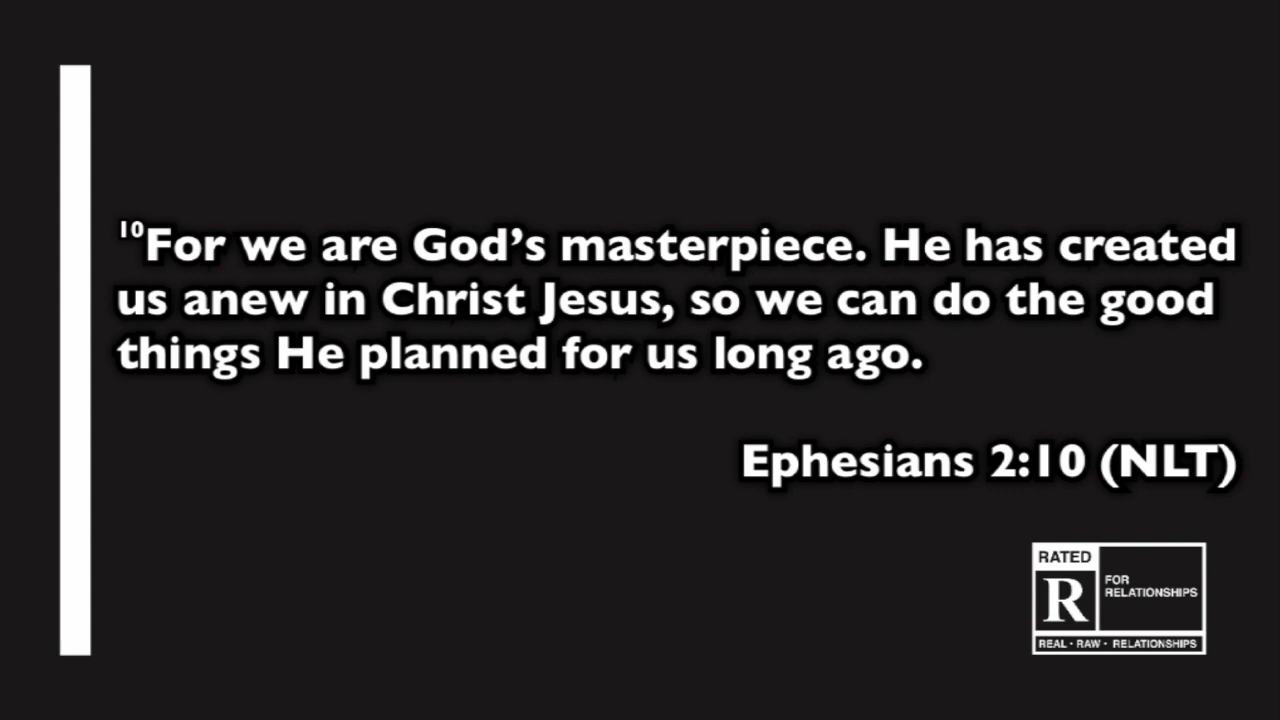 10For we are God’s masterpiece. He has created
us anew in Christ Jesus, so we can do the good
things He planned for us long ago.
Ephesians 2:10 (NLT)
RATED
R
FOR
RELATIONSHIPS
REAL · RAW · RELATIONSHIPS